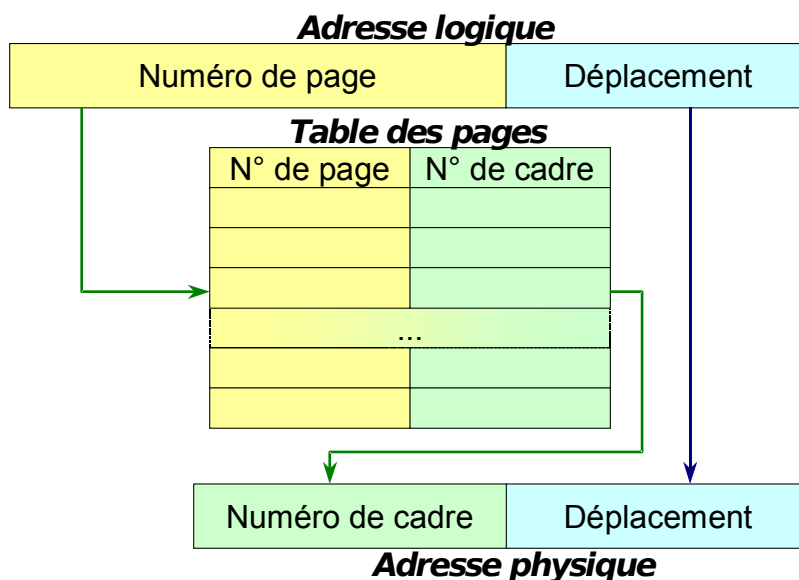 Adresse logique
Numéro de page Déplacement
Table des pages
N° de page N° de cadre
...
Numéro de cadre Déplacement
Adresse physique